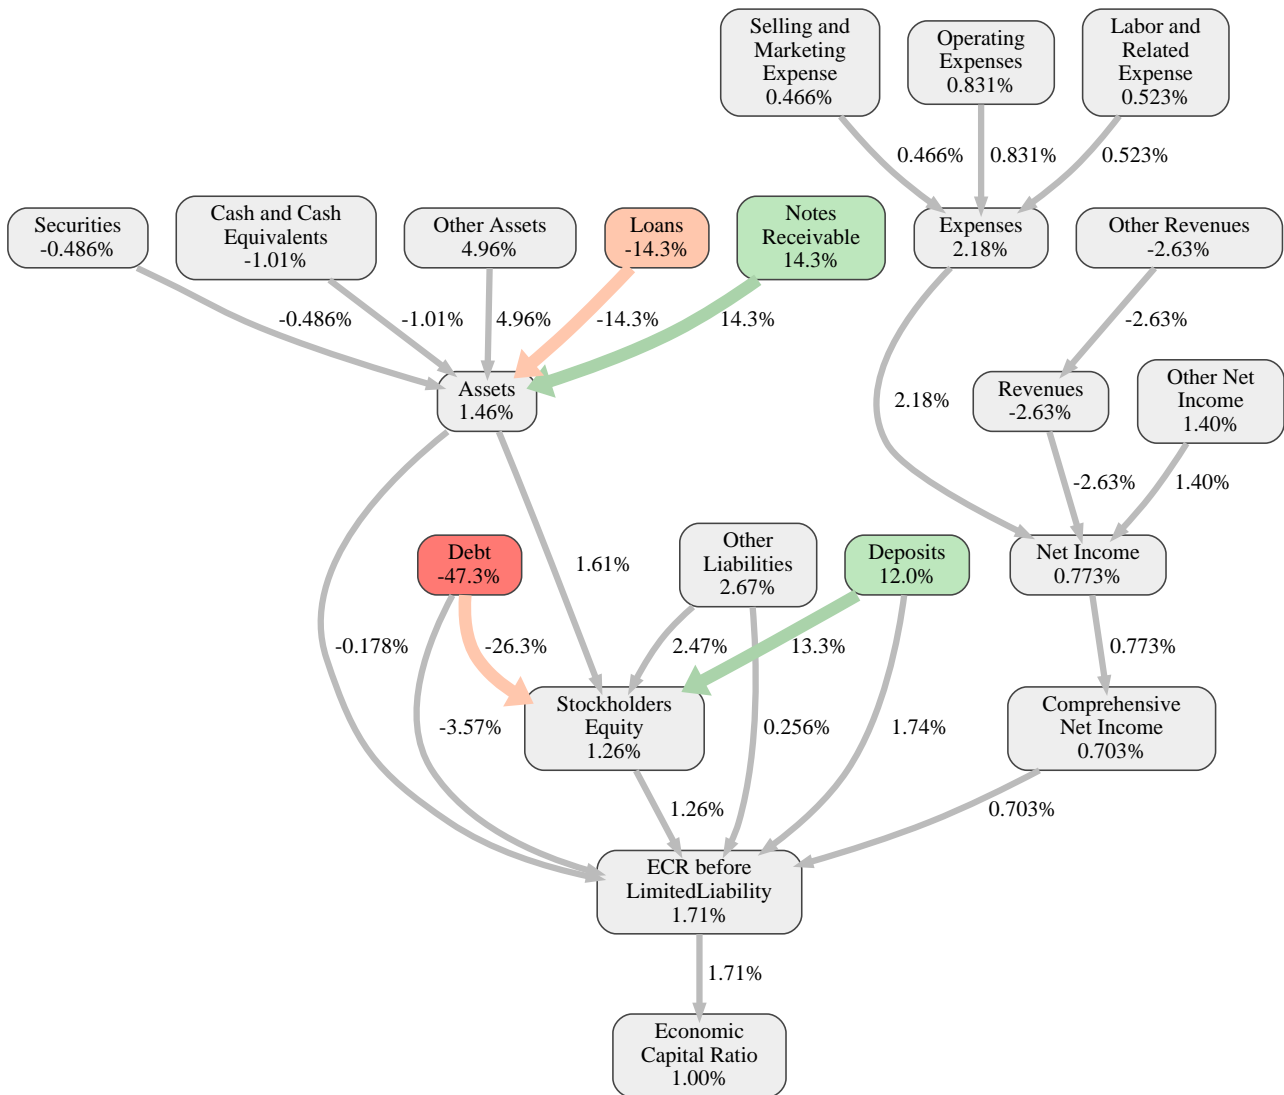 Selling and
Marketing
Expense
0.466%
Operating
Expenses
0.831%
Labor and
Related
Expense
0.523%
0.466%
0.831%
0.523%
Securities
-0.486%
Cash and Cash
Equivalents
-1.01%
Other Assets
4.96%
Loans
-14.3%
Notes
Receivable
14.3%
Expenses
2.18%
Other Revenues
-2.63%
-0.486%
-1.01%
4.96%
-14.3%
14.3%
-2.63%
Assets
1.46%
2.18%
Revenues
-2.63%
Other Net
Income
1.40%
-2.63%
1.40%
Debt
-47.3%
1.61%
Other
Liabilities
2.67%
Deposits
12.0%
Net Income
0.773%
-0.178%
-26.3%
2.47%
13.3%
0.773%
-3.57%
Stockholders
Equity
1.26%
0.256%
1.74%
Comprehensive
Net Income
0.703%
1.26%
0.703%
ECR before
LimitedLiability
1.71%
1.71%
Economic
Capital Ratio
1.00%